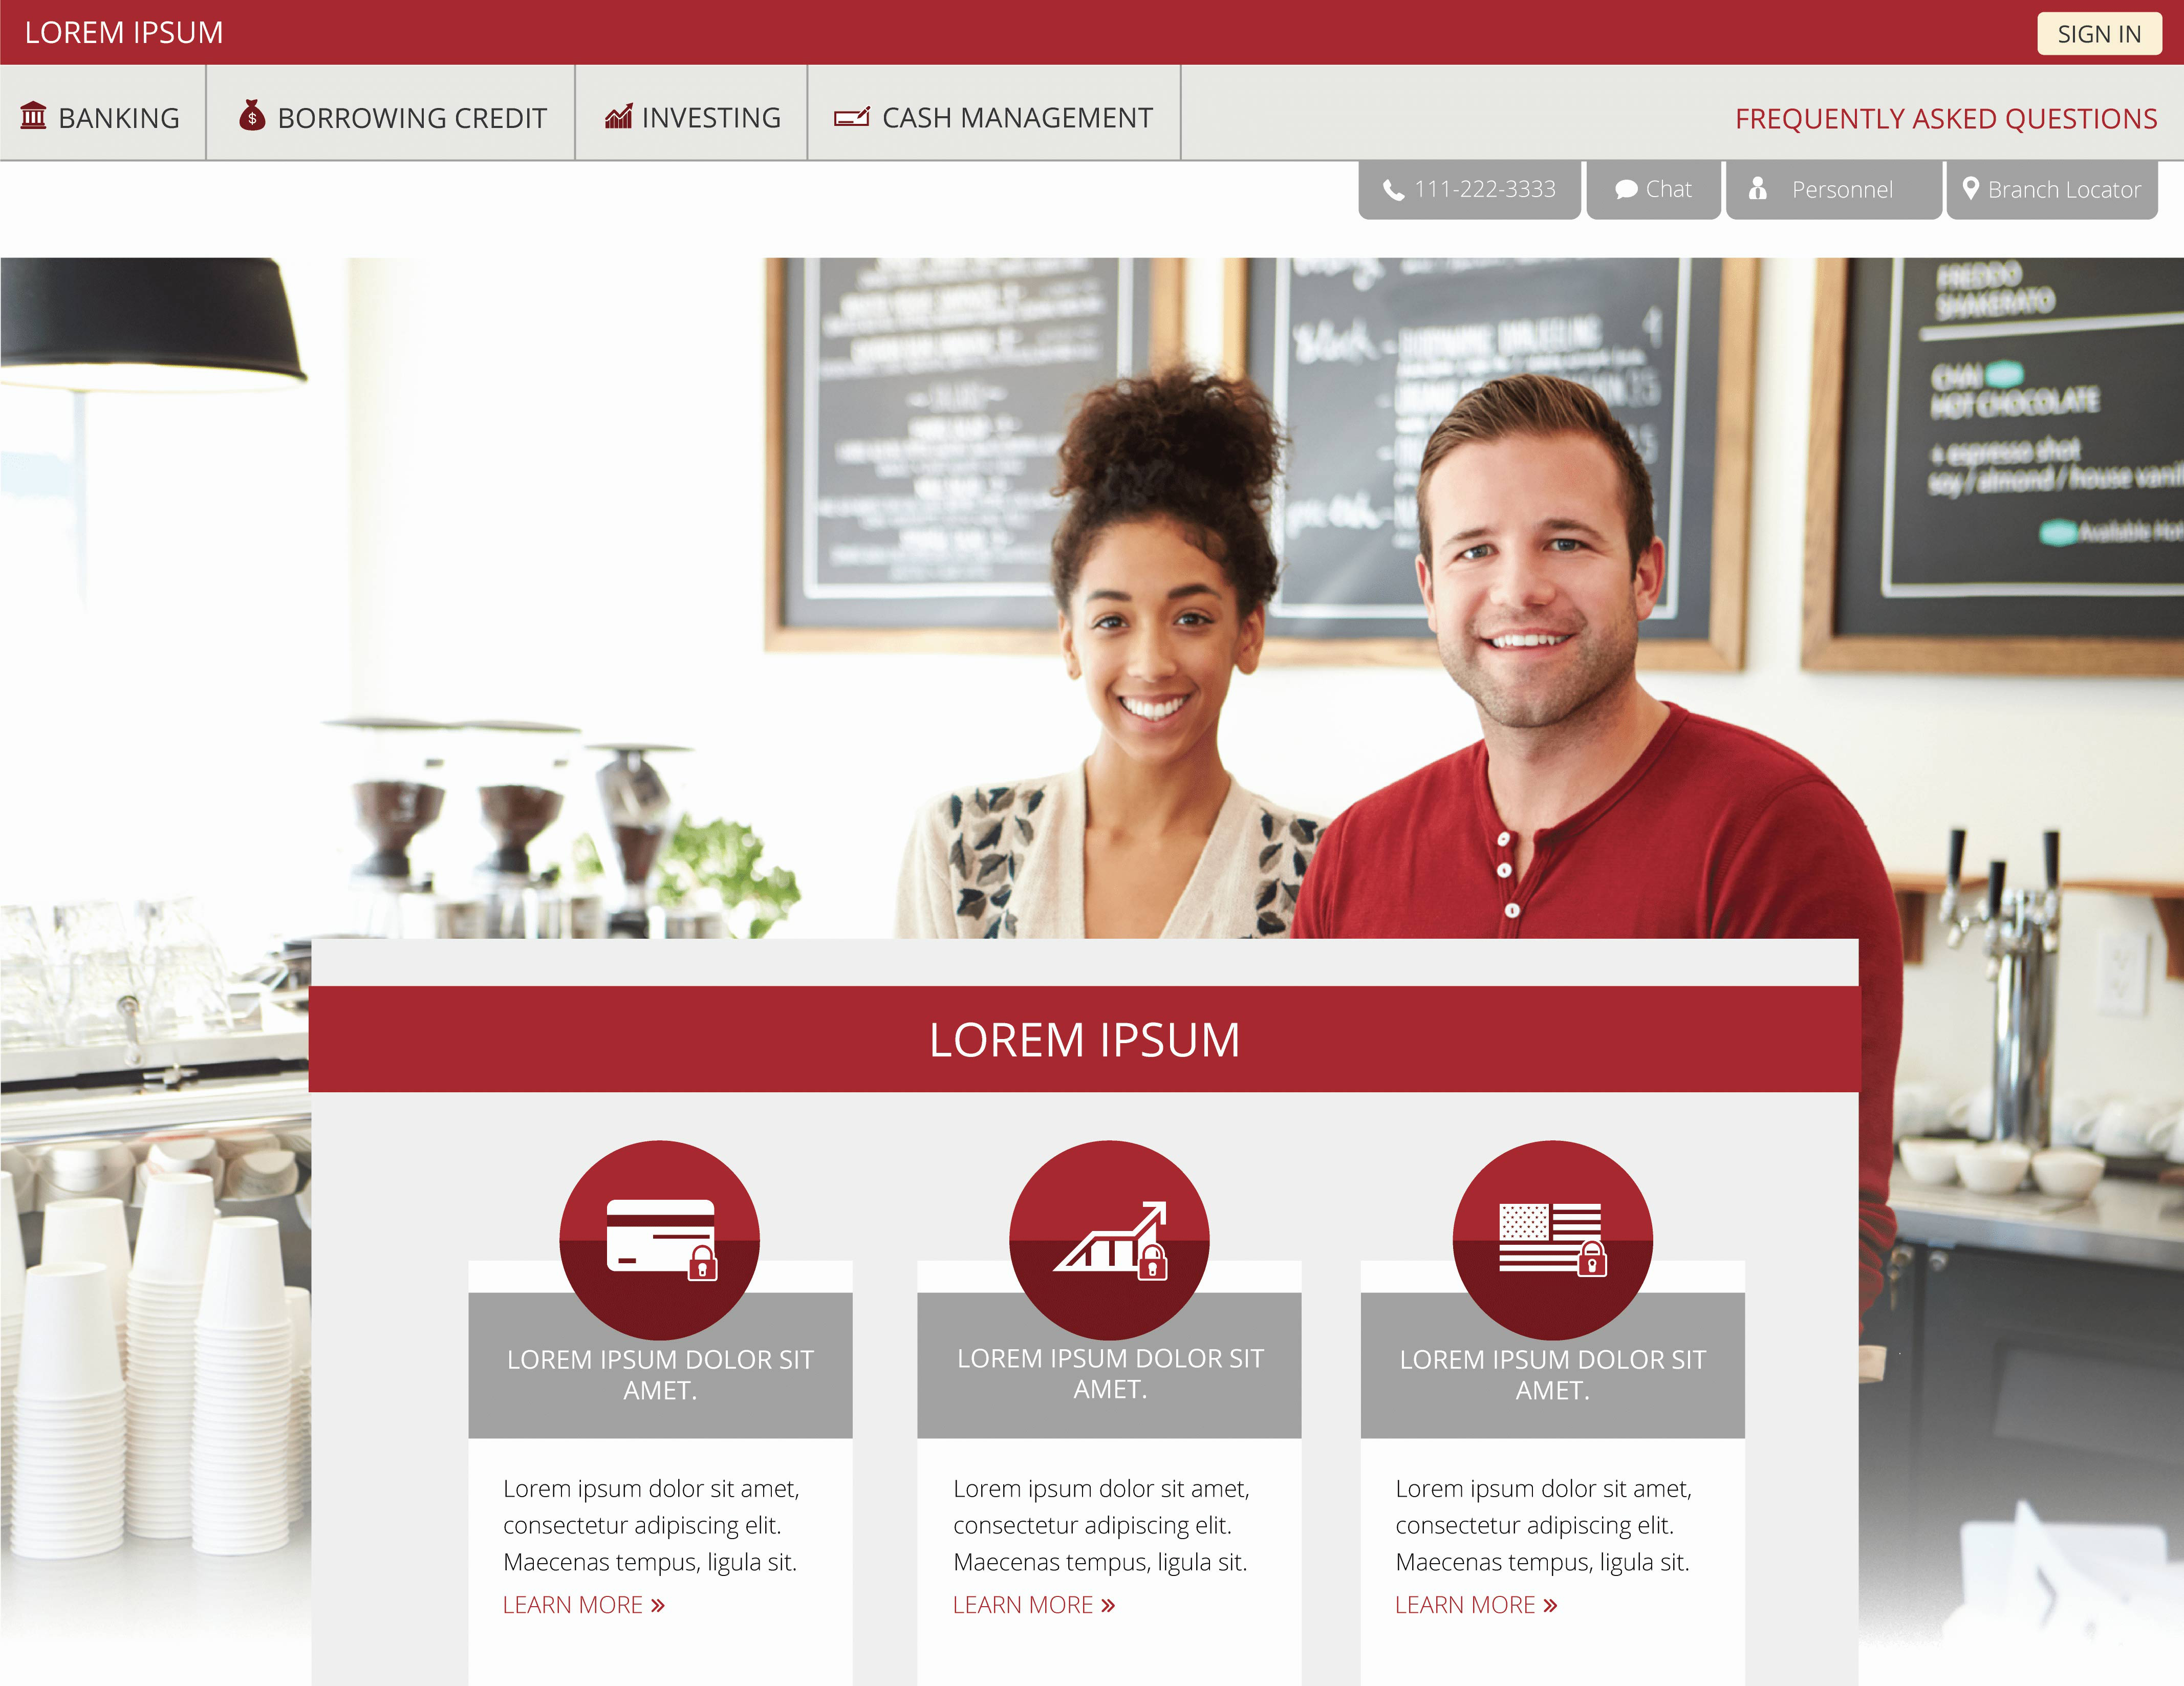 LOREM IPSUM
SIGN IN
BANKING
BORROWING CREDIT
INVESTING
CASH MANAGEMENT
FREQUENTLY ASKED QUESTIONS
111-222-3333
Chat
Personnel
Branch Locator
FREDDO
SHAKERATO
CHAI
HOT CHOCOLATE
+ espresso shot
soy / almond / house vanil
Available Hot
LOREM IPSUM
LOREM IPSUM DOLOR SIT
AMET.
Lorem ipsum dolor sit amet,
consectetur adipiscing elit.
Maecenas tempus, ligula sit.
LEARN MORE »
LOREM IPSUM DOLOR SIT
AMET.
Lorem ipsum dolor sit amet,
consectetur adipiscing elit.
Maecenas tempus, ligula sit.
LEARN MORE »
LOREM IPSUM DOLOR SIT
AMET.
Lorem ipsum dolor sit amet,
consectetur adipiscing elit.
Maecenas tempus, ligula sit.
LEARN MORE »